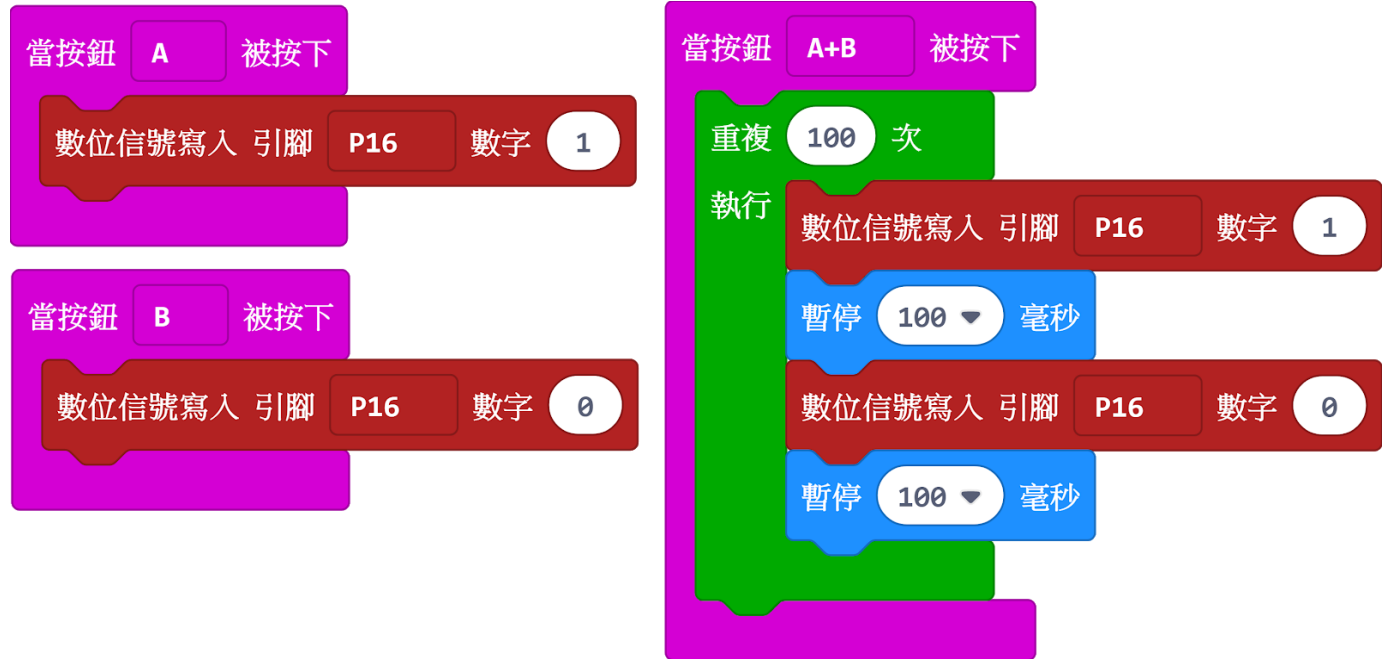 當按鈕 A 被按下
數位信號寫入 引腳 P16 數字 1
當按鈕 B 被按下
數位信號寫入 引腳 P16 數字 0
當按鈕 A+B 被按下
重複 100 次
執行
數位信號寫入 引腳 P16 數字 1
暫停 100 毫秒
數位信號寫入 引腳 P16 數字 0
暫停 100 毫秒